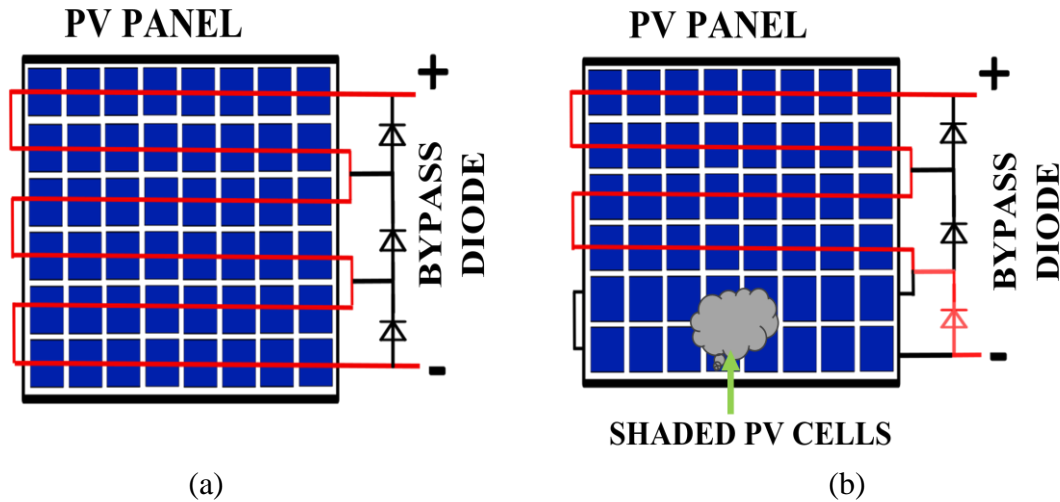 PV PANEL
+
BYPASS
DIODE
-
(a)
PV PANEL
+
BYPASS
DIODE
-
SHADED PV CELLS
(b)